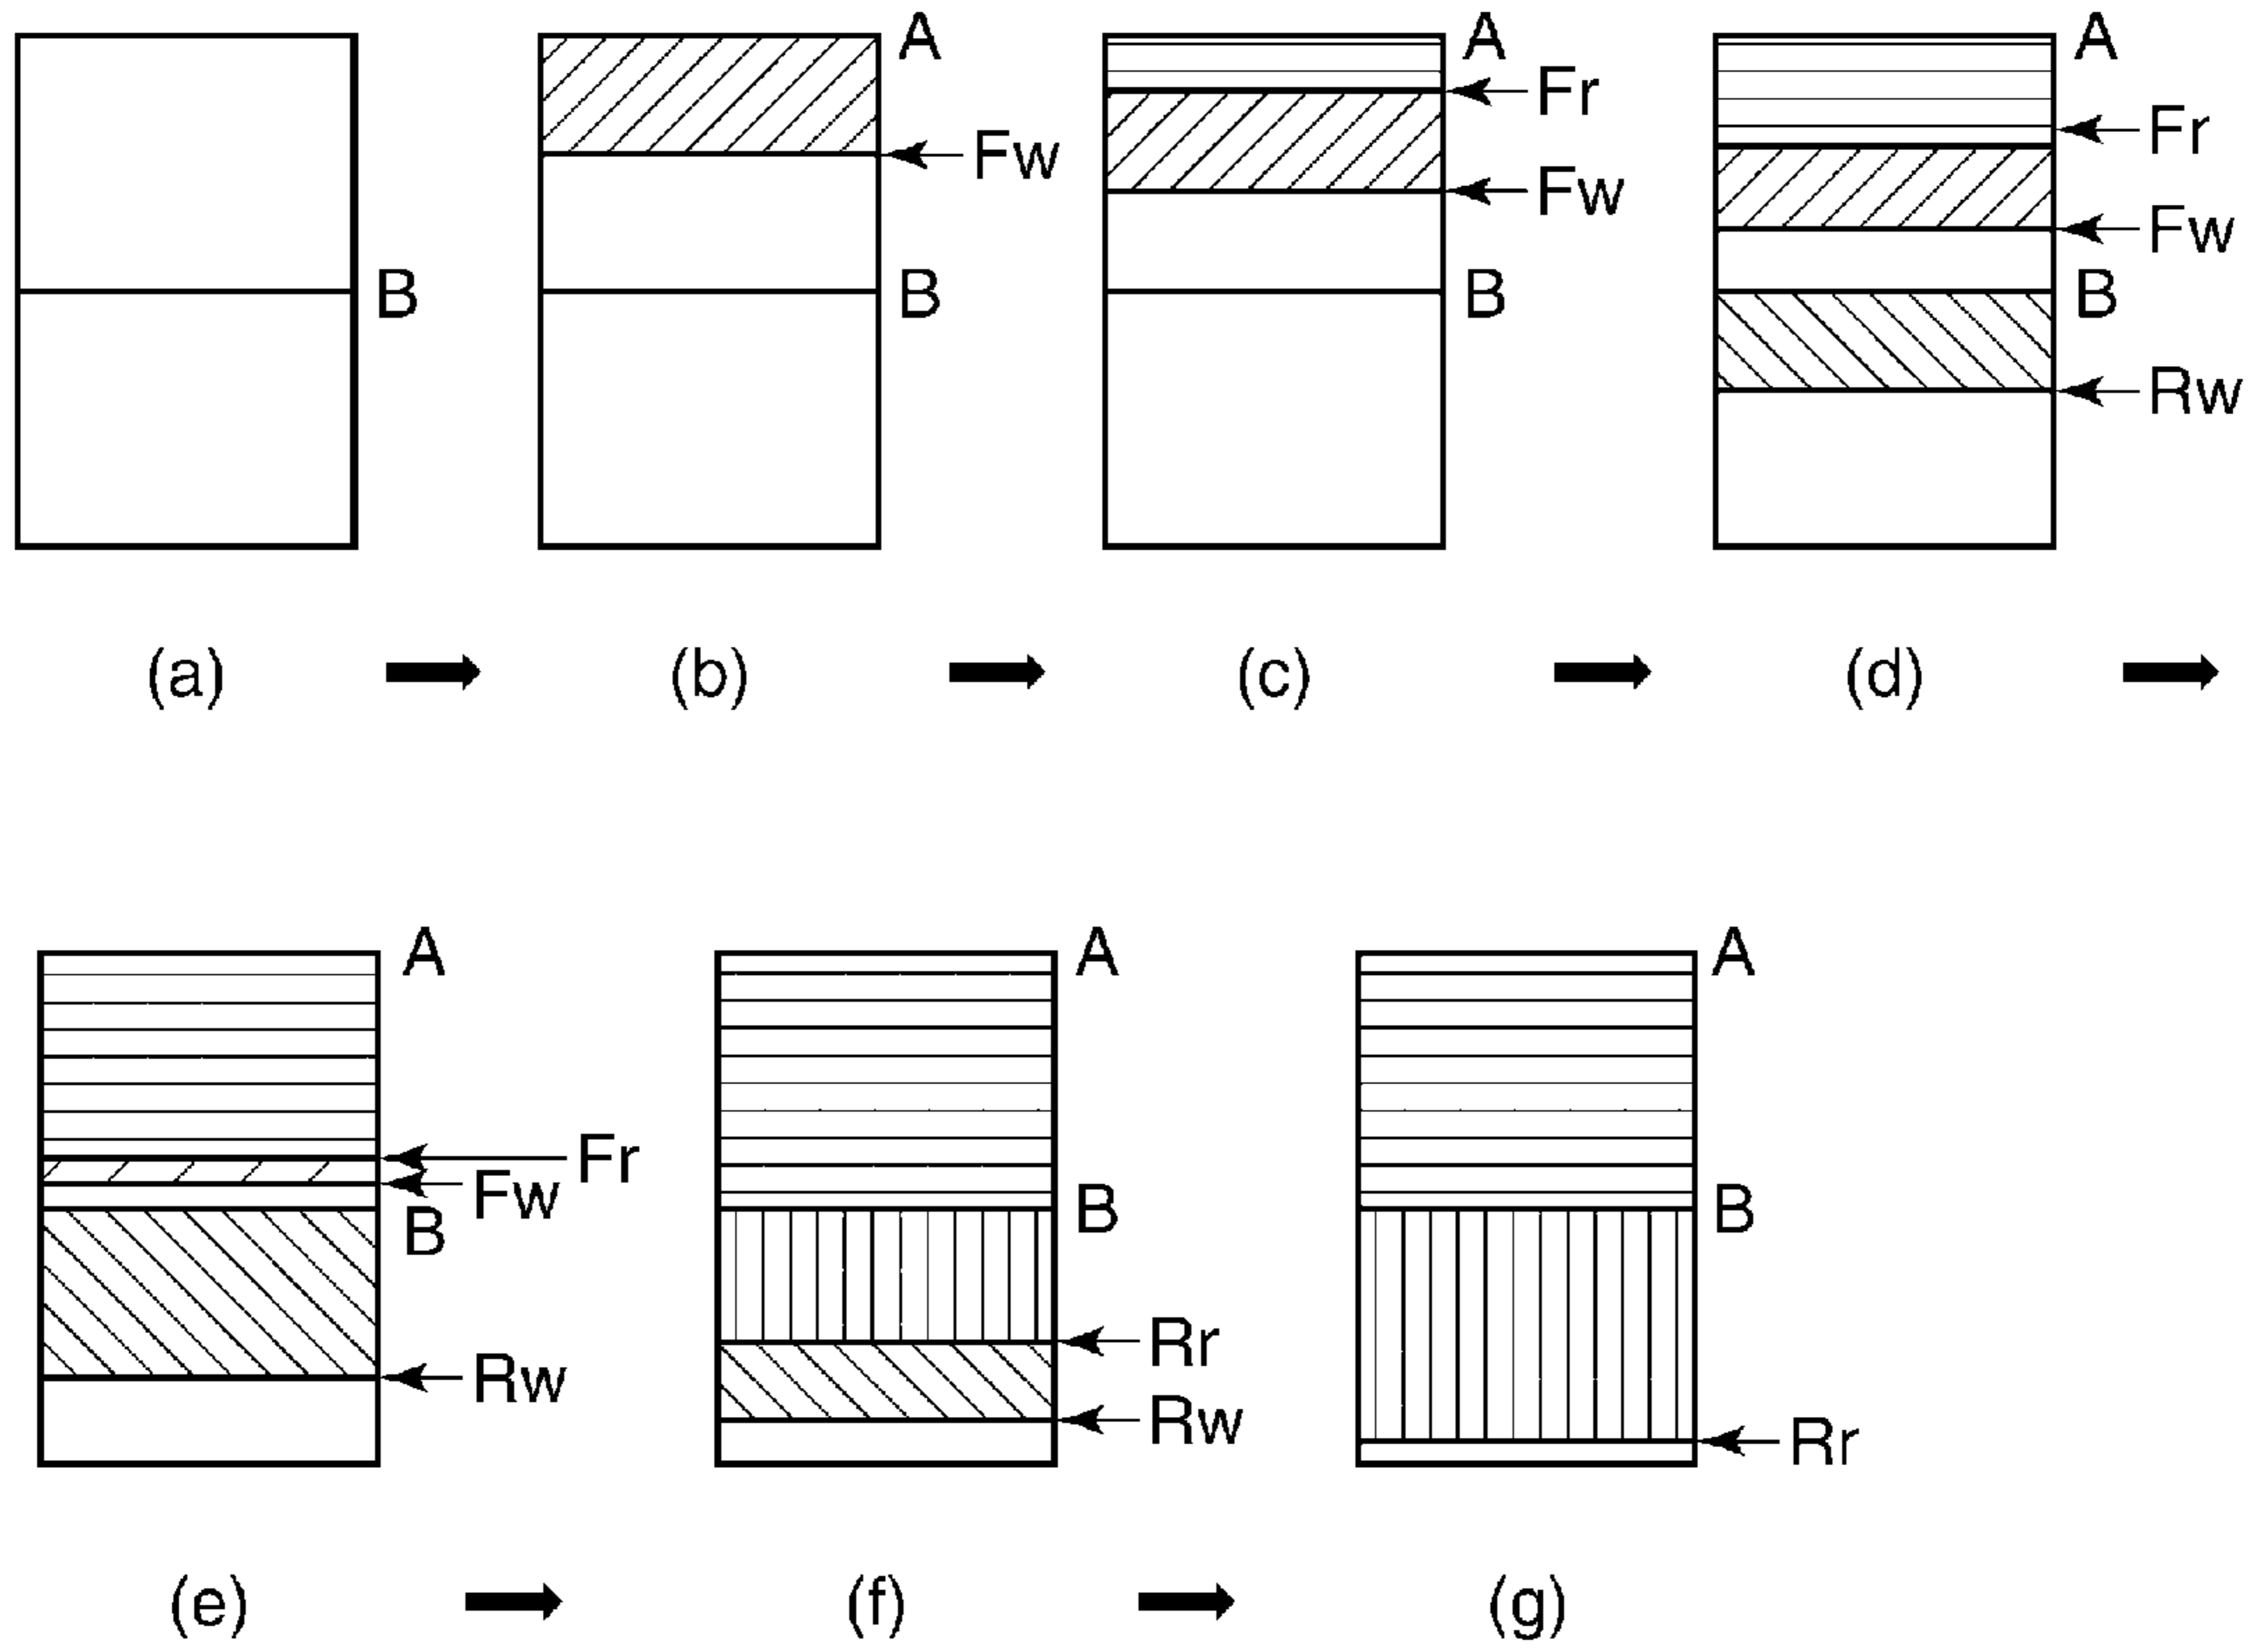 A A A
Fr
Fr
Fw
Fw
Fw
B B B B
Rw
(a) (b) (c) (d)
A A A
Fr
Fw
B B
B
Rr
Rw
Rw
Rr
(e) (f) (g)